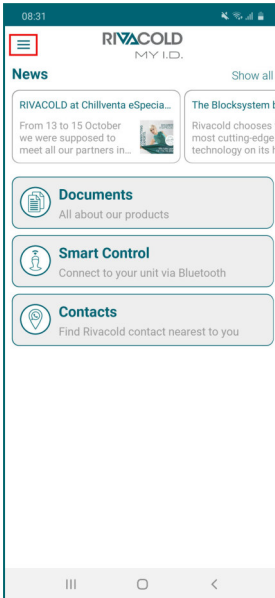 08:31
RIVACOLD
MY I.D.
News
Show all
RIVACOLD at Chillventa eSpecia...
From 13 to 15 October
we were supposed to
meet all our partners in...
The Blocksystem b
Rivacold chooses
most cutting-edge
technology on its
Documents
All about our products
Smart Control
Connect to your unit via Bluetooth
Contacts
Find Rivacold contact nearest to you